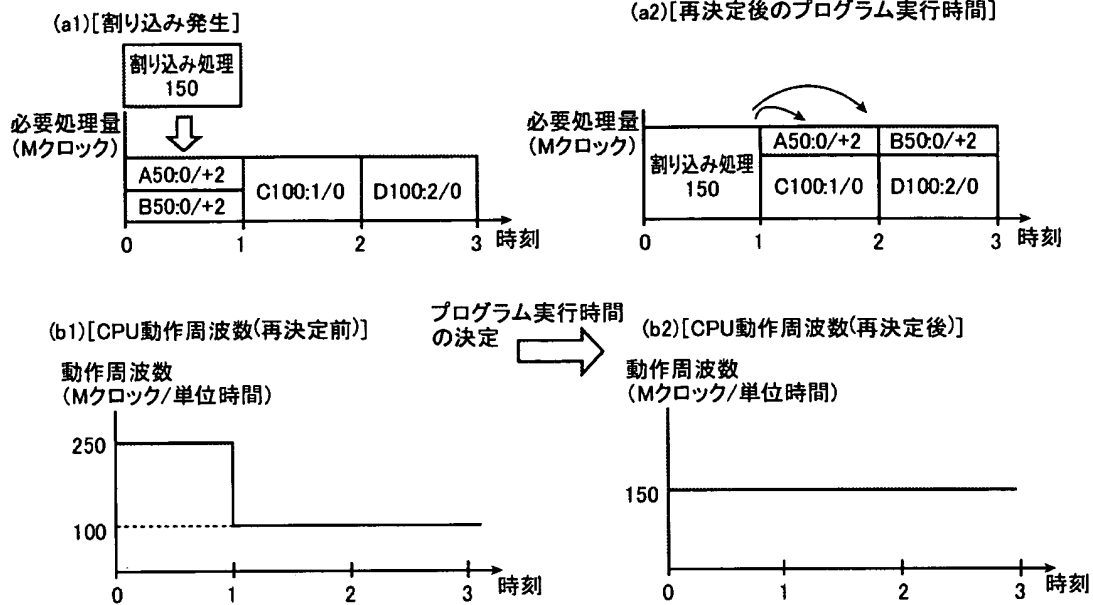 (a1)[割り込み発生]
割り込み処理
150
必要処理量
(Mクロック)
A50:0/+2
B50:0/+2
C100:1/0
D100:2/0
0 1 2 3 時刻
(a2)[再決定後のプログラム実行時間]
必要処理量
(Mクロック)
割り込み処理
150
A50:0/+2
B50:0/+2
C100:1/0
D100:2/0
0 1 2 3 時刻
(b1)[CPU動作周波数(再決定前)]
動作周波数
(Mクロック/単位時間)
250
100
0 1 2 3 時刻
プログラム実行時間
の決定
(b2)[CPU動作周波数(再決定後)]
動作周波数
(Mクロック/単位時間)
150
0 1 2 3 時刻